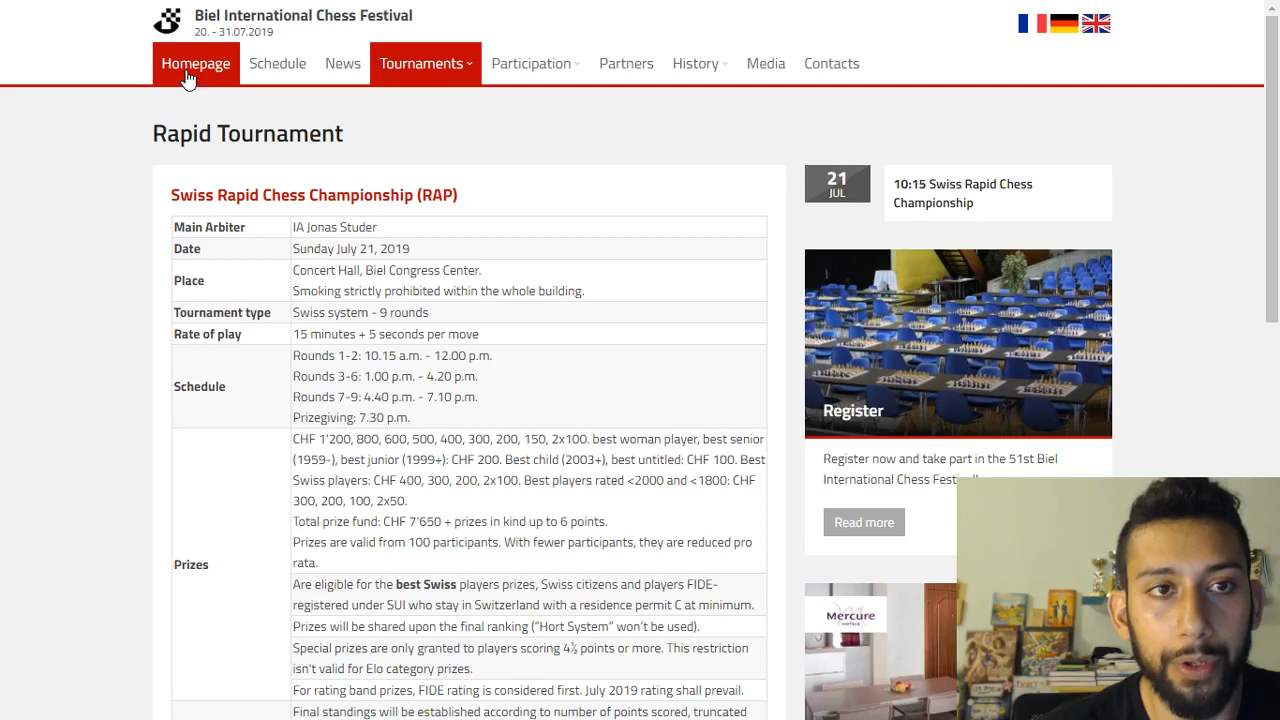 Biel International Chess Festival
20. - 31.07.2019
Homepage Schedule News Tournaments Participation Partners History Media Contacts
Rapid Tournament
Swiss Rapid Chess Championship (RAP)
Main Arbiter IA Jonas Studer
Date Sunday July 21, 2019
Place Concert Hall, Biel Congress Center.
Smoking strictly prohibited within the whole building.
Tournament type Swiss system - 9 rounds
Rate of play 15 minutes + 5 seconds per move
Schedule Rounds 1-2: 10.15 a.m. - 12.00 p.m.
Rounds 3-6: 1.00 p.m. - 4.20 p.m.
Rounds 7-9: 4.40 p.m. - 7.10 p.m.
Prizegiving: 7.30 p.m.
Prizes CHF 1'200, 800, 600, 500, 400, 300, 200, 150, 2x100. best woman player, best senior
(1959-), best junior (1999+): CHF 200. Best child (2003+), best untitled: CHF 100. Best
Swiss players: CHF 400, 300, 200, 2x100. Best players rated <2000 and <1800: CHF
300, 200, 100, 2x50.
Total prize fund: CHF 7'650 + prizes in kind up to 6 points.
Prizes are valid from 100 participants. With fewer participants, they are reduced pro
rata.
Are eligible for the best Swiss players prizes, Swiss citizens and players FIDE-
registered under SUI who stay in Switzerland with a residence permit C at minimum.
Prizes will be shared upon the final ranking ("Hort System" won't be used).
Special prizes are only granted to players scoring 4½ points or more. This restriction
isn't valid for Elo category prizes.
For rating band prizes, FIDE rating is considered first. July 2019 rating shall prevail.
Final standings will be established according to number of points scored, truncated
21
JUL
10:15 Swiss Rapid Chess
Championship
Register
Register now and take part in the 51st Biel
International Chess
Read more
Mercure
HOTELS